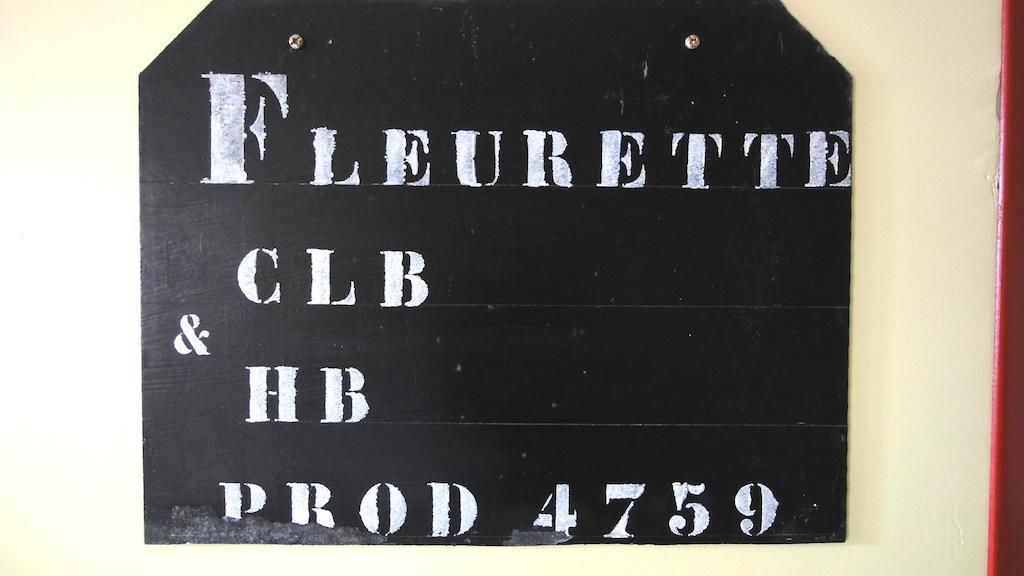 FLEURETTE
CLB
&
HB
PROD 4759